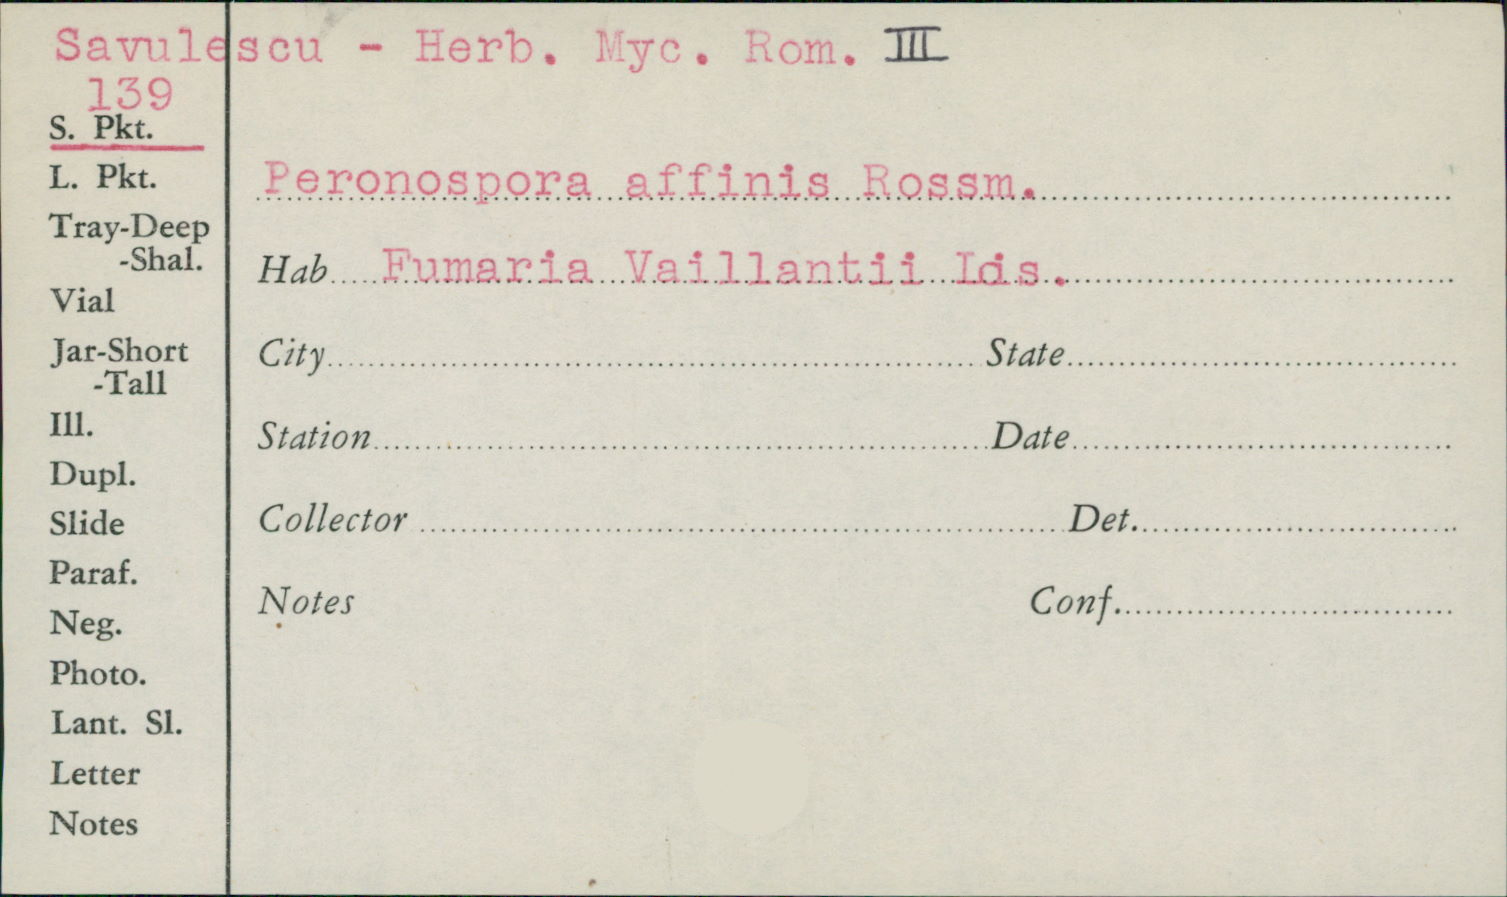 Savulescu - Herb. Myc. Rom. III
139
S. Pkt.
L. Pkt.
Tray-Deep
-Shal.
Vial
Jar-Short
-Tall
Ill.
Dupl.
Slide
Paraf.
Neg.
Photo.
Lant. Sl.
Letter
Notes
Peronospora affinis Rossm.
Hab Fumaria Vaillantii Lois.
City State
Station Date
Collector Det.
Notes Conf.